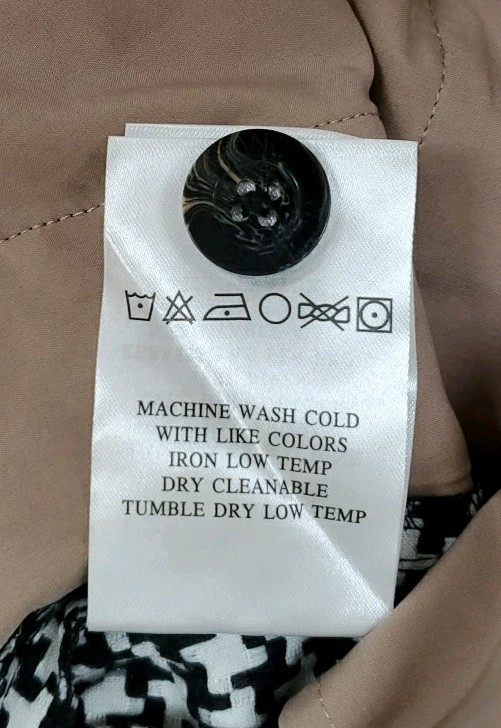 MACHINE WASH COLD
WITH LIKE COLORS
IRON LOW TEMP
DRY CLEANABLE
TUMBLE DRY LOW TEMP